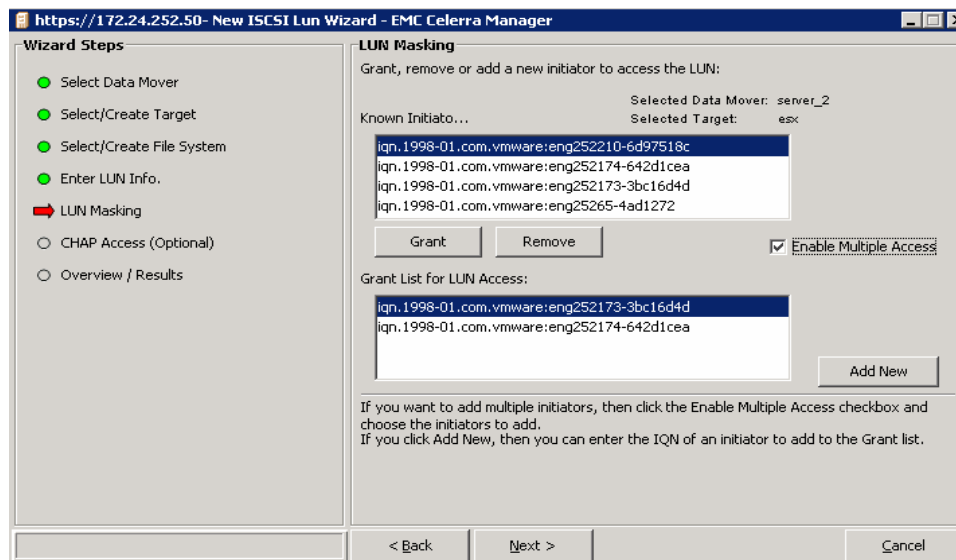 https://172.24.252.50- New ISCSI Lun Wizard - EMC Celerra Manager
Wizard Steps
Select Data Mover
Select/Create Target
Select/Create File System
Enter LUN Info.
LUN Masking
CHAP Access (Optional)
Overview / Results
LUN Masking
Grant, remove or add a new initiator to access the LUN:
Selected Data Mover: server_2
Known Initiato... Selected Target: esx
iqn.1998-01.com.vmware:eng252210-6d97518c
iqn.1998-01.com.vmware:eng252174-642d1cea
iqn.1998-01.com.vmware:eng252173-3bc16d4d
iqn.1998-01.com.vmware:eng25265-4ad1272
Grant Remove Enable Multiple Access
Grant List for LUN Access:
iqn.1998-01.com.vmware:eng252173-3bc16d4d
iqn.1998-01.com.vmware:eng252174-642d1cea
Add New
If you want to add multiple initiators, then click the Enable Multiple Access checkbox and
choose the initiators to add.
If you click Add New, then you can enter the IQN of an initiator to add to the Grant list.
< Back Next > Cancel